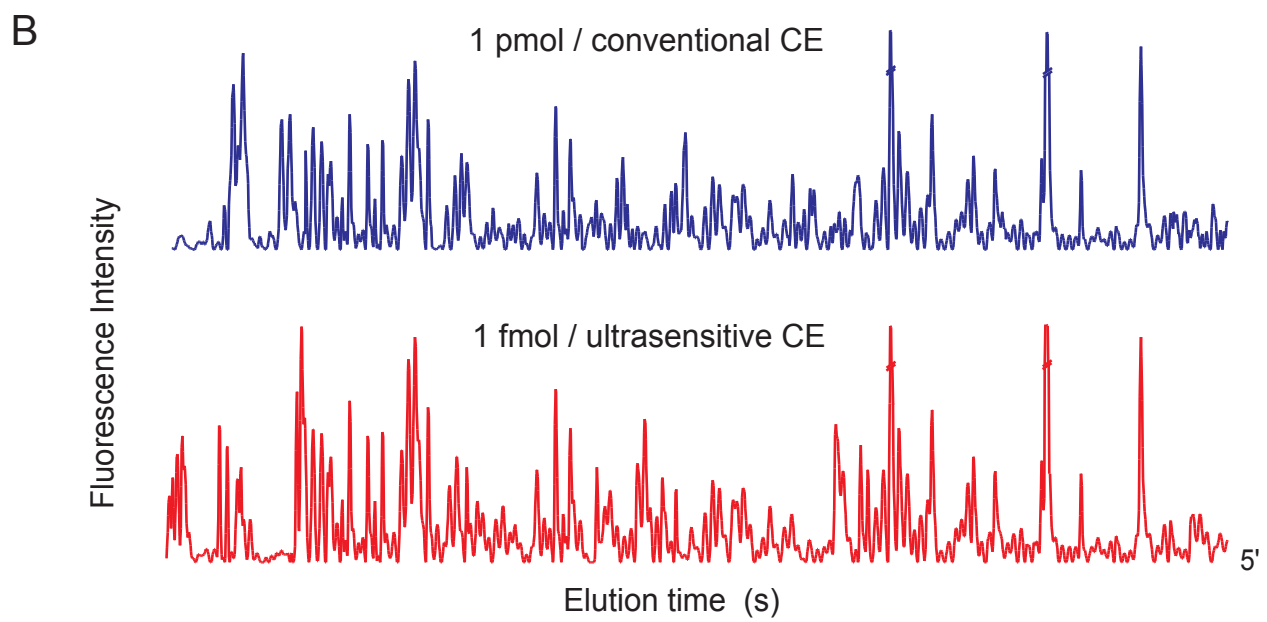 B
1 pmol / conventional CE
Fluorescence Intensity
1 fmol / ultrasensitive CE
5'
Elution time (s)